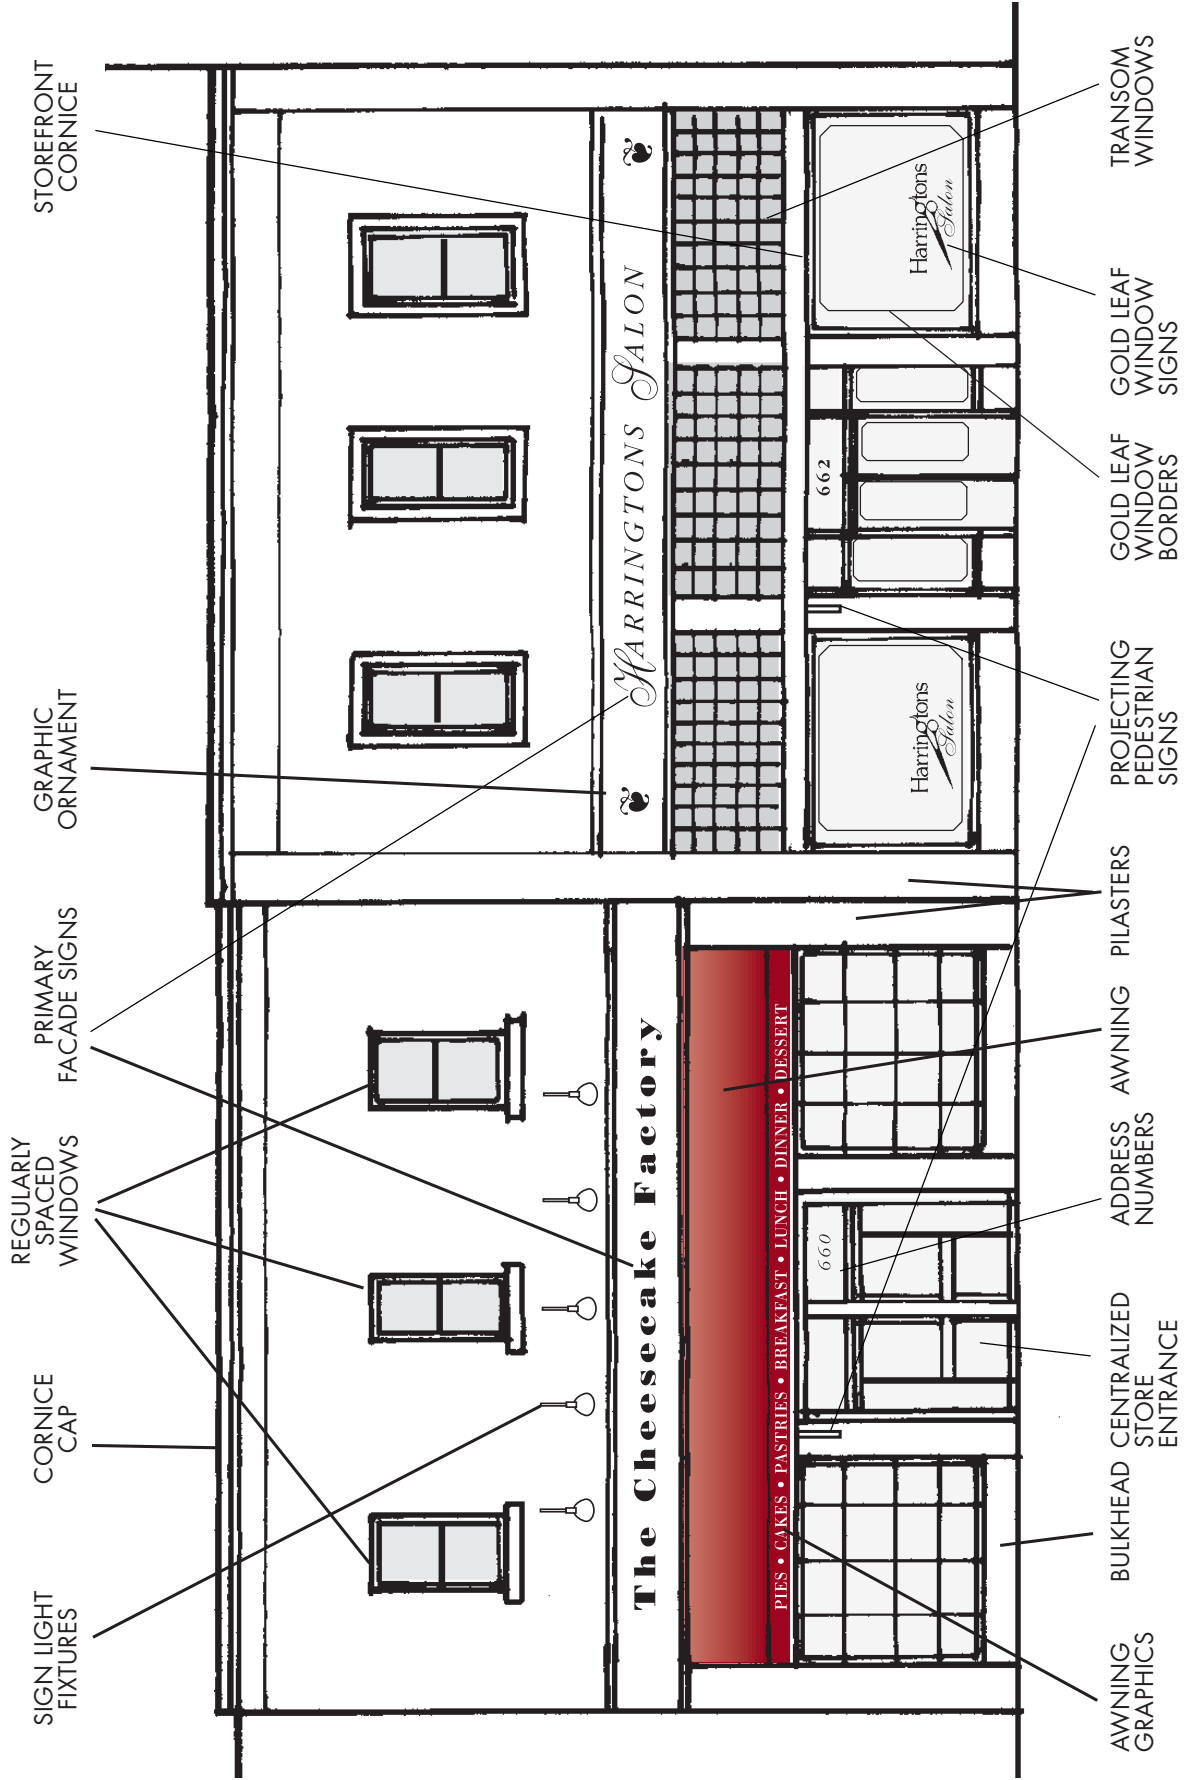 SIGN LIGHT
FIXTURES
CORNICE
CAP
REGULARLY
SPACED
WINDOWS
PRIMARY
FACADE SIGNS
GRAPHIC
ORNAMENT
STOREFRONT
CORNICE
The Cheesecake Factory
PIES • CAKES • PASTRIES • BREAKFAST • LUNCH • DINNER • DESSERT
660
HARRINGTONS SALON
662
Harringtons
Salon
Harringtons
Salon
AWNING
GRAPHICS
BULKHEAD
CENTRALIZED
STORE
ENTRANCE
ADDRESS
NUMBERS
AWNING
PILASTERS
PROJECTING
PEDESTRIAN
SIGNS
GOLD LEAF
WINDOW
BORDERS
GOLD LEAF
WINDOW
SIGNS
TRANSOM
WINDOWS